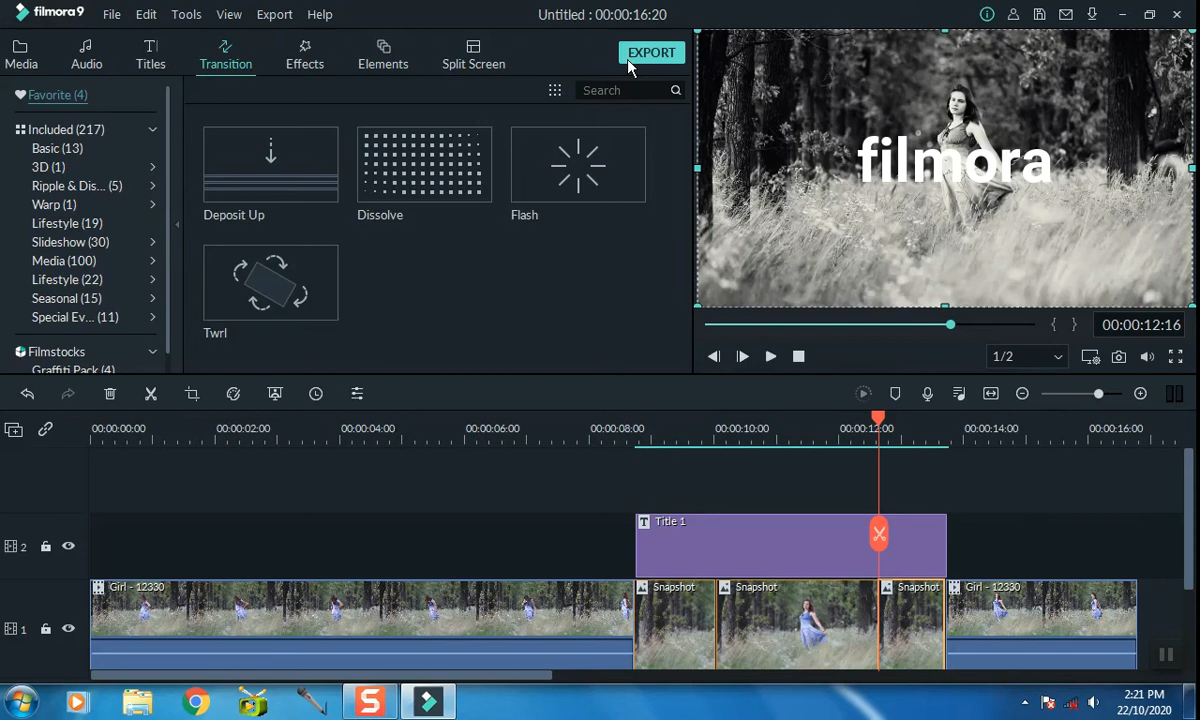 filmora9 File Edit Tools View Export Help Untitled : 00:00:16:20
Media Audio Titles Transition Effects Elements Split Screen EXPORT
Favorite (4)
Search
Included (217)
Basic (13)
3D (1)
Ripple & Dis... (5)
Warp (1)
Lifestyle (19)
Slideshow (30)
Media (100)
Lifestyle (22)
Seasonal (15)
Special Ev... (11)
Filmstocks
Graffiti Pack (4)
Deposit Up Dissolve Flash
Twrl
filmora
{ } 00:00:12:16
1/2
00:00:00:00 00:00:02:00 00:00:04:00 00:00:06:00 00:00:08:00 00:00:10:00 00:00:12:00 00:00:14:00 00:00:16:00
2
T Title 1
1
Girl - 12330 Snapshot Snapshot Snapshot Girl - 12330
S
2:21 PM
22/10/2020